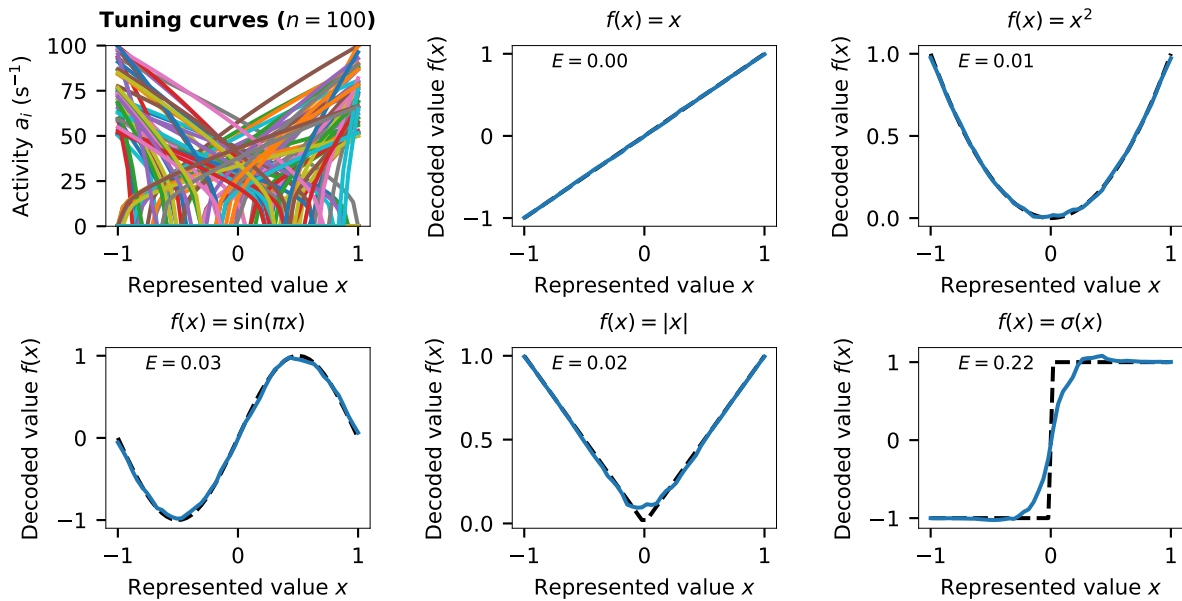 Tuning curves (n = 100)
100
75
50
25
0
Activity a_i (s⁻¹)
−1 0 1
Represented value x
f(x) = x
E = 0.00
1
0
−1
Decoded value f(x)
−1 0 1
Represented value x
f(x) = x²
E = 0.01
1.0
0.5
0.0
Decoded value f(x)
−1 0 1
Represented value x
f(x) = sin(πx)
E = 0.03
1
0
−1
Decoded value f(x)
−1 0 1
Represented value x
f(x) = |x|
E = 0.02
1.0
0.5
0.0
Decoded value f(x)
−1 0 1
Represented value x
f(x) = σ(x)
E = 0.22
1
0
−1
Decoded value f(x)
−1 0 1
Represented value x